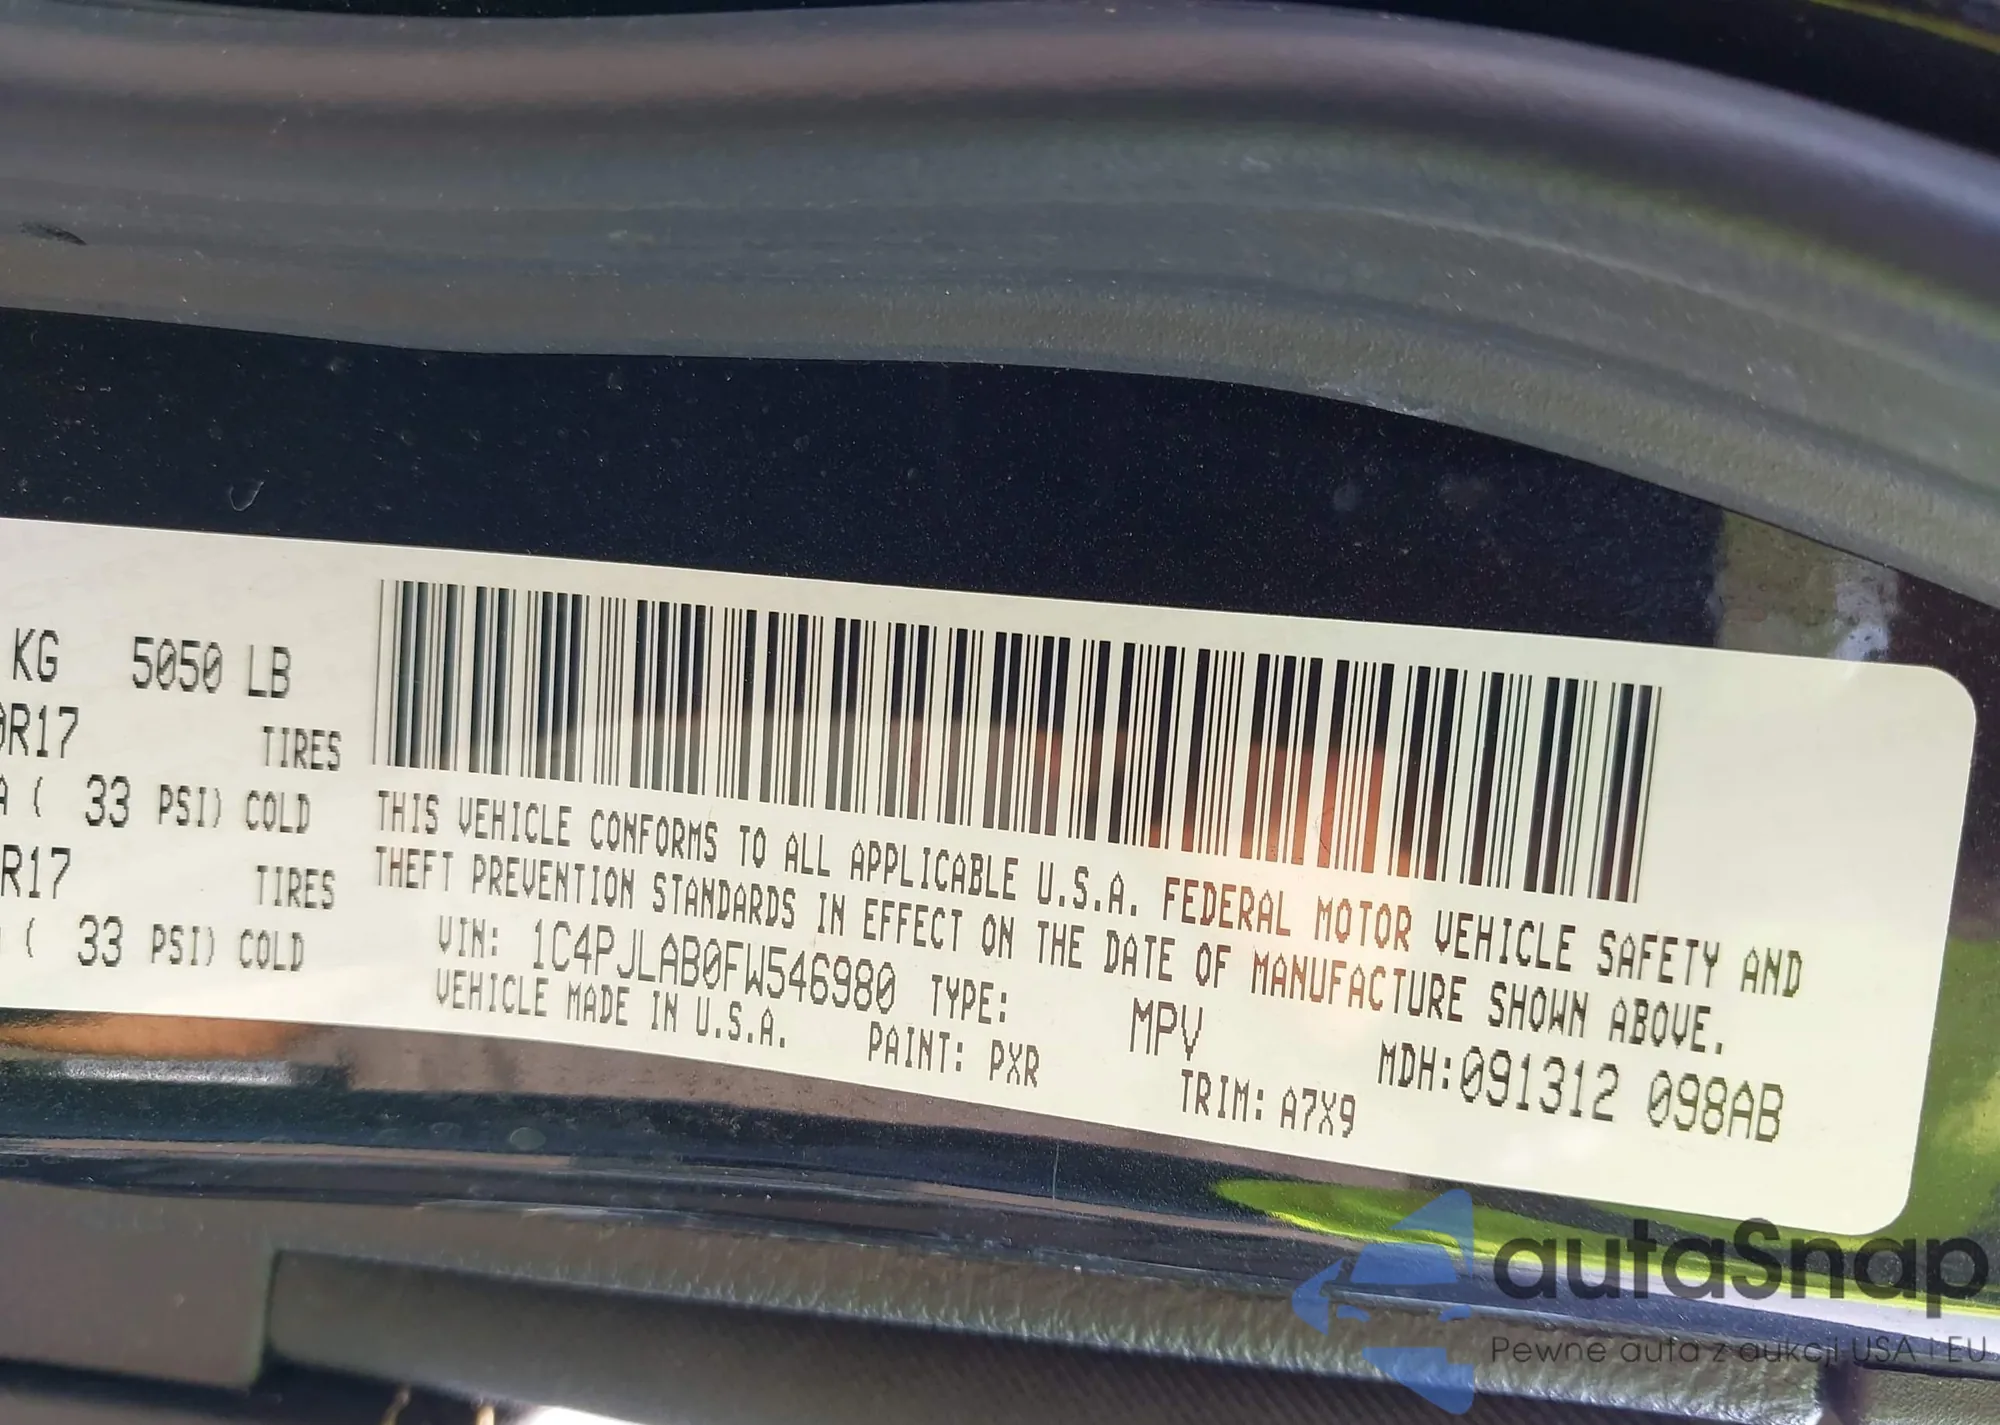 KG 5050 LB
R17 TIRES
( 33 PSI) COLD
R17 TIRES
( 33 PSI) COLD
THIS VEHICLE CONFORMS TO ALL APPLICABLE U.S.A. FEDERAL MOTOR VEHICLE SAFETY AND
THEFT PREVENTION STANDARDS IN EFFECT ON THE DATE OF MANUFACTURE SHOWN ABOVE.
VIN: 1C4PJLAB0FW546980 TYPE: MPV MDH:091312 098AB
VEHICLE MADE IN U.S.A. PAINT: PXR TRIM: A7X9
autaSnap
Pewne auta z aukcji USA i EU